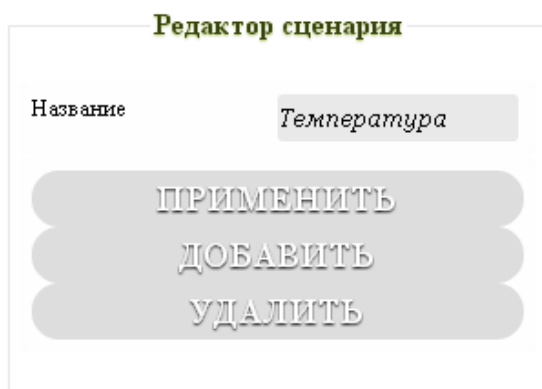 Редактор сценария
Название
Температура
ПРИМЕНИТЬ
ДОБАВИТЬ
УДАЛИТЬ